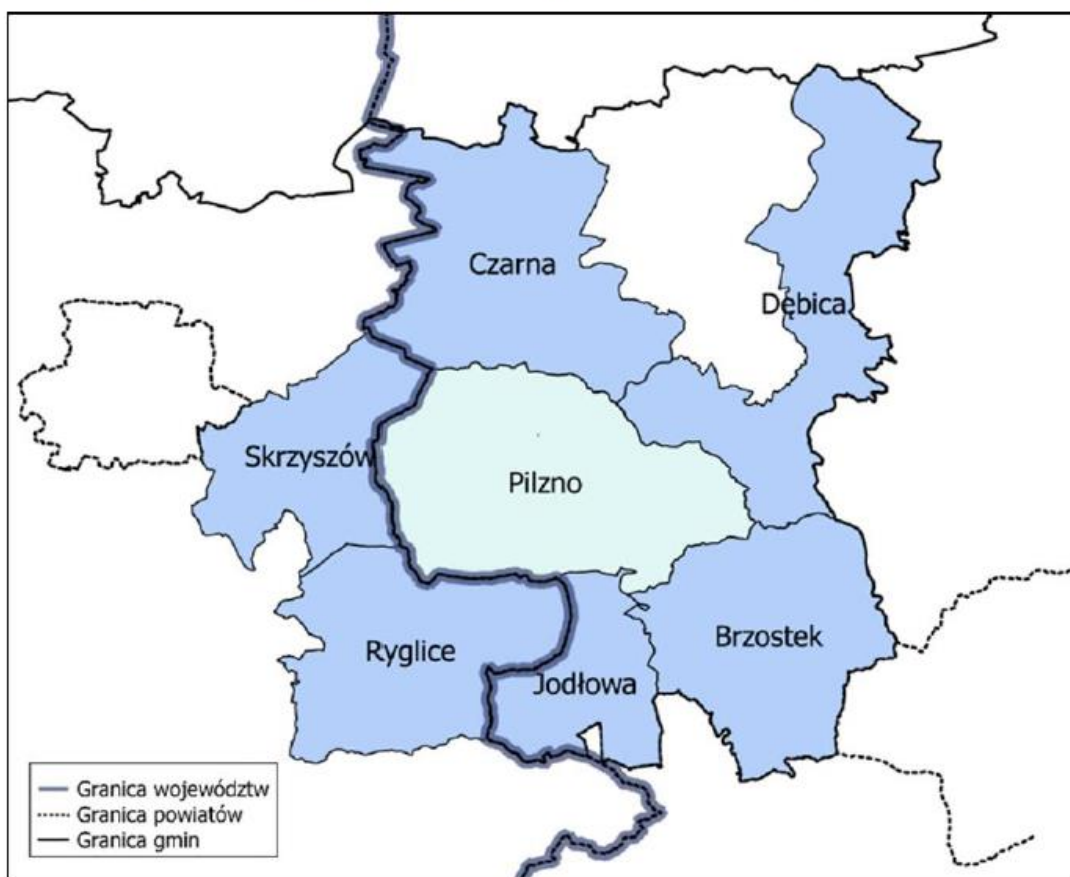 Czarna
Dębica
Skrzyszów
Pilzno
Brzostek
Ryglice
Jodłowa
Granica województw
Granica powiatów
Granica gmin